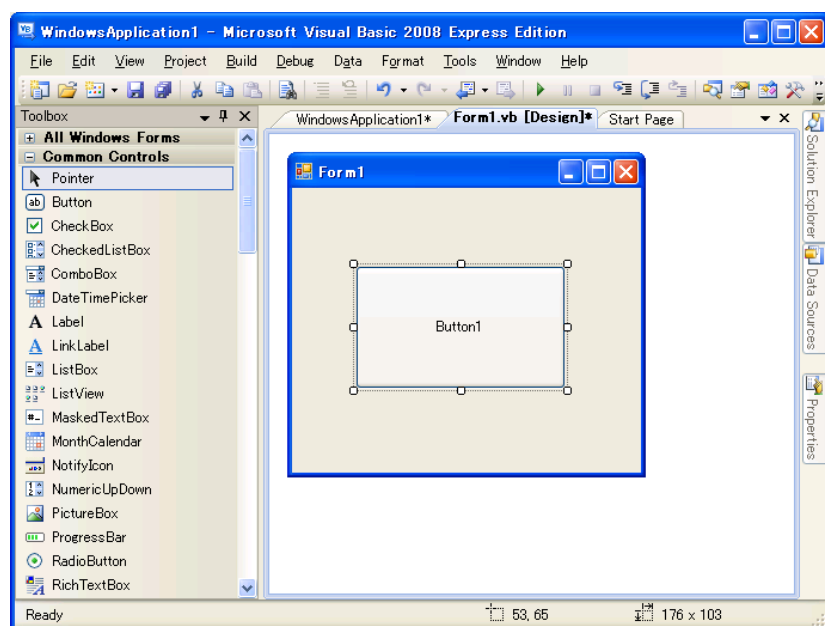 WindowsApplication1 - Microsoft Visual Basic 2008 Express Edition
File Edit View Project Build Debug Data Format Tools Window Help
Toolbox
WindowsApplication1* Form1.vb [Design]* Start Page
All Windows Forms
Common Controls
Pointer
Button
CheckBox
CheckedListBox
ComboBox
DateTimePicker
Label
LinkLabel
ListBox
ListView
MaskedTextBox
MonthCalendar
NotifyIcon
NumericUpDown
PictureBox
ProgressBar
RadioButton
RichTextBox
Form1
Button1
Solution Explorer
Data Sources
Properties
Ready 53, 65 176 x 103